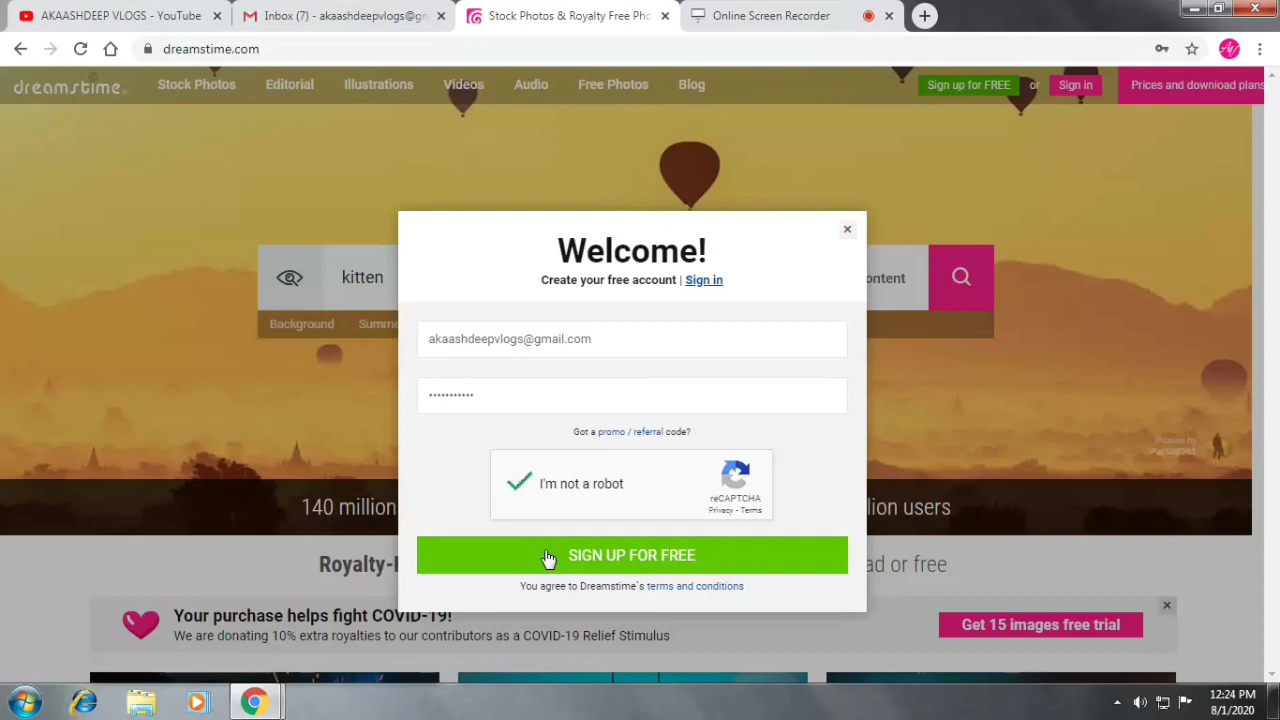 AKAASHDEEP VLOGS - YouTube
Inbox (7) - akaashdeepvlogs@g
Stock Photos & Royalty Free Pho
Online Screen Recorder
dreamstime.com
dreamstime
Stock Photos
Editorial
Illustrations
Videos
Audio
Free Photos
Blog
Sign up for FREE
or
Sign in
Prices and download plans
Welcome!
Create your free account | Sign in
kitten
ontent
Background
Summe
akaashdeepvlogs@gmail.com
•••••••••••
Got a promo / referral code?
I'm not a robot
reCAPTCHA
Privacy - Terms
Picture by
140 million
llion users
SIGN UP FOR FREE
You agree to Dreamstime`s terms and conditions
Royalty-
ad or free
Your purchase helps fight COVID-19!
We are donating 10% extra royalties to our contributors as a COVID-19 Relief Stimulus
Get 15 images free trial
12:24 PM
8/1/2020